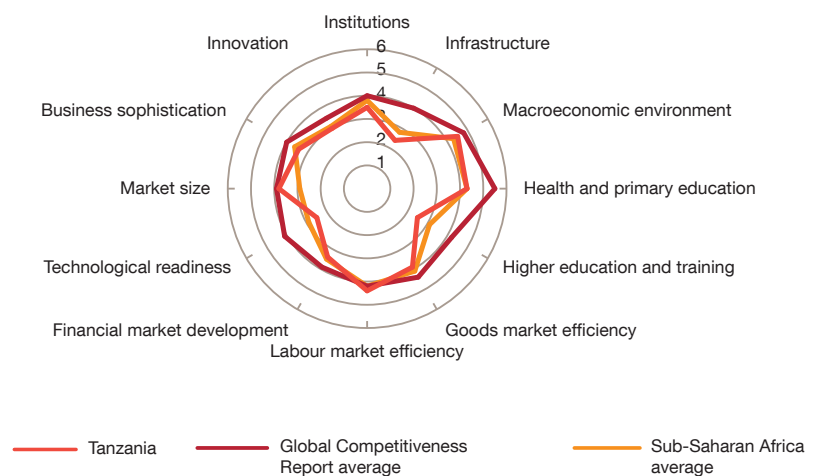 Institutions
Innovation
Infrastructure
6
5
4
3
2
1
Business sophistication
Macroeconomic environment
Market size
Health and primary education
Technological readiness
Higher education and training
Financial market development
Goods market efficiency
Labour market efficiency
Tanzania
Global Competitiveness
Report average
Sub-Saharan Africa
average